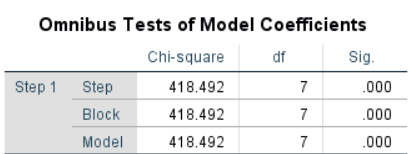 Omnibus Tests of Model Coefficients
Chi-square df Sig.
Step 1 Step 418.492 7 .000
Block 418.492 7 .000
Model 418.492 7 .000